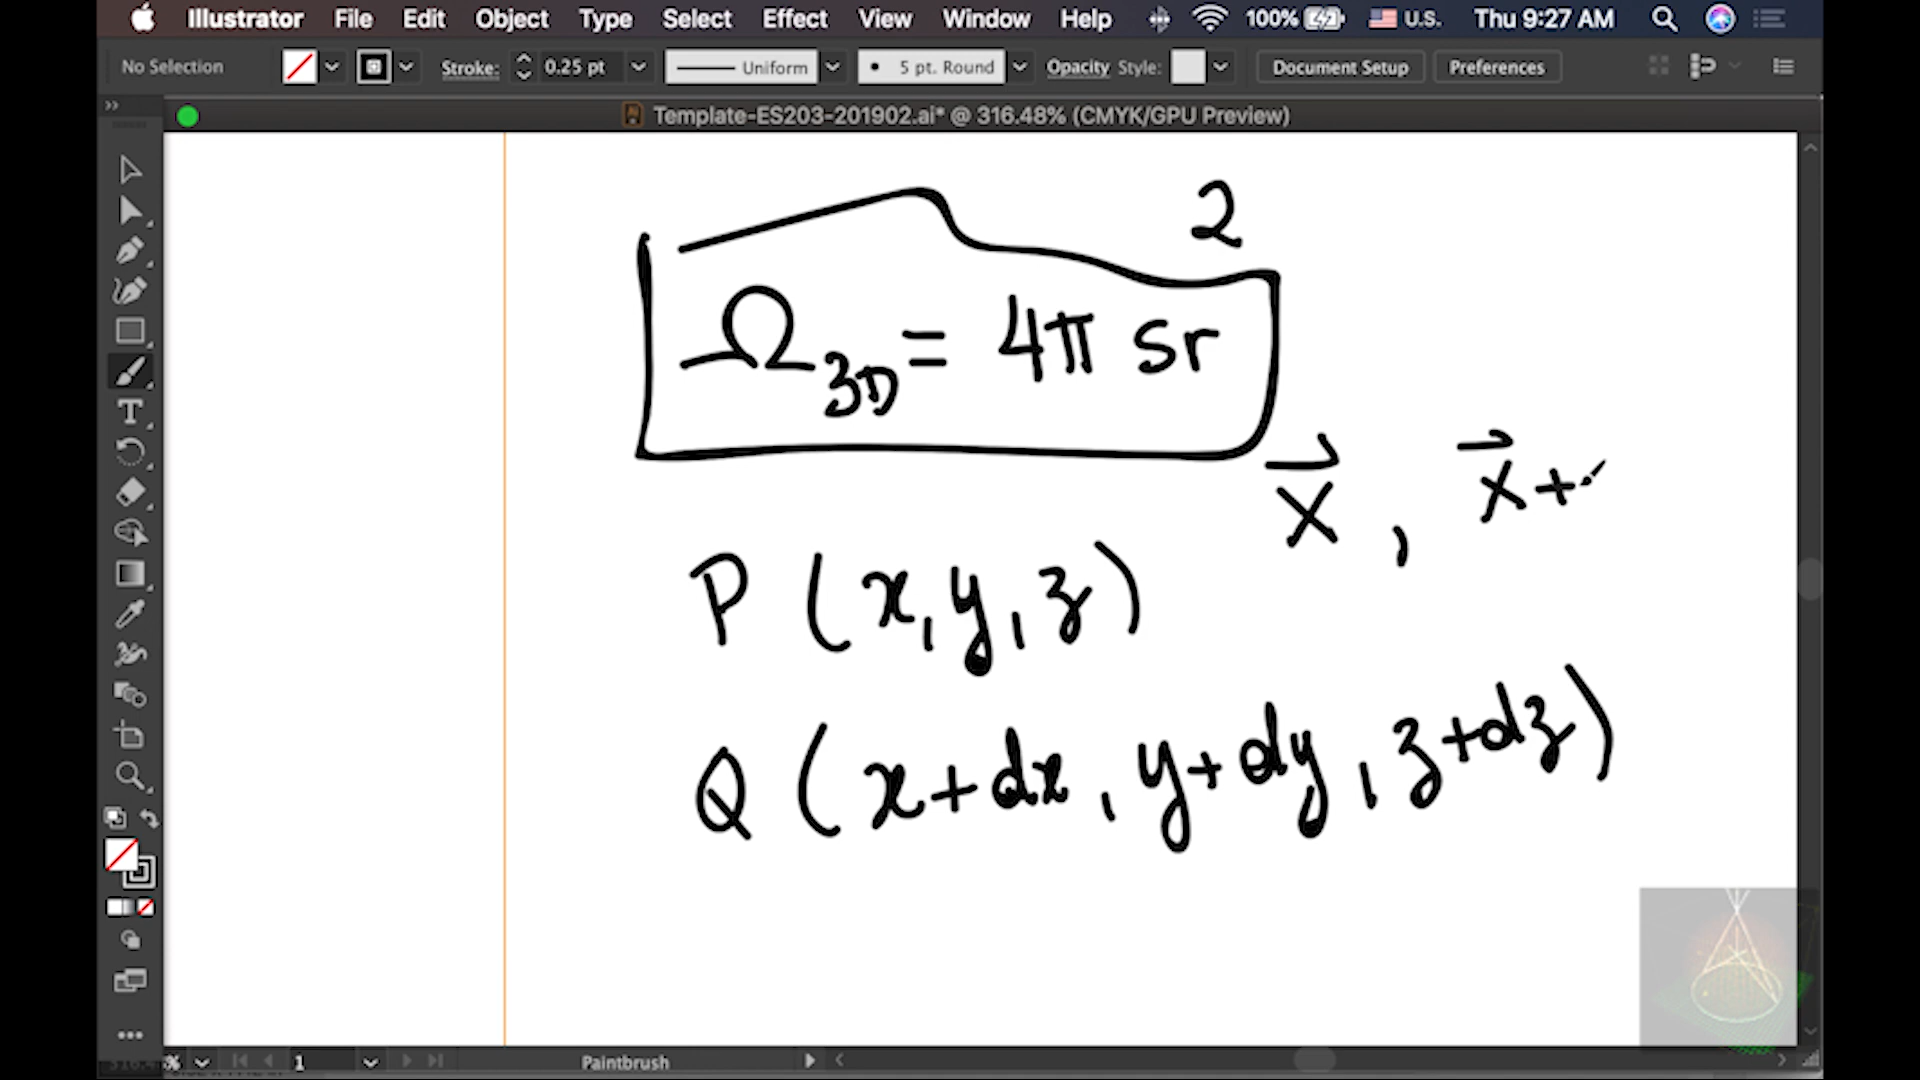 Illustrator File Edit Object Type Select Effect View Window Help 100% U.S. Thu 9:27 AM
No Selection Stroke: 0.25 pt Uniform 5 pt. Round Opacity Style: Document Setup Preferences
Template-ES203-201902.ai* @ 316.48% (CMYK/GPU Preview)
2
Ω3D = 4π sr
x⃗ , x⃗+
P (x, y, z)
Q (x+dx, y+dy, z+dz)
1 Paintbrush